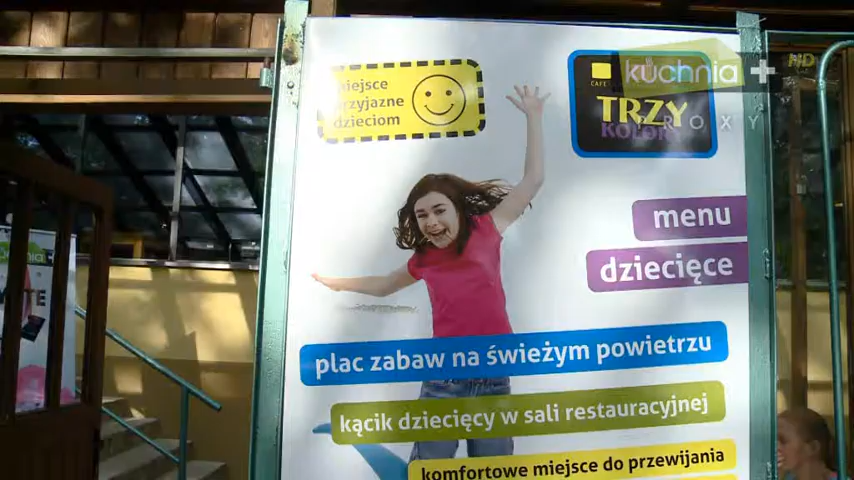 miejsce
przyjazne
dzieciom
CAFE
TRZY
KOLORY
kuchnia+
HD
menu
dziecięce
plac zabaw na świeżym powietrzu
kącik dziecięcy w sali restauracyjnej
komfortowe miejsce do przewijania